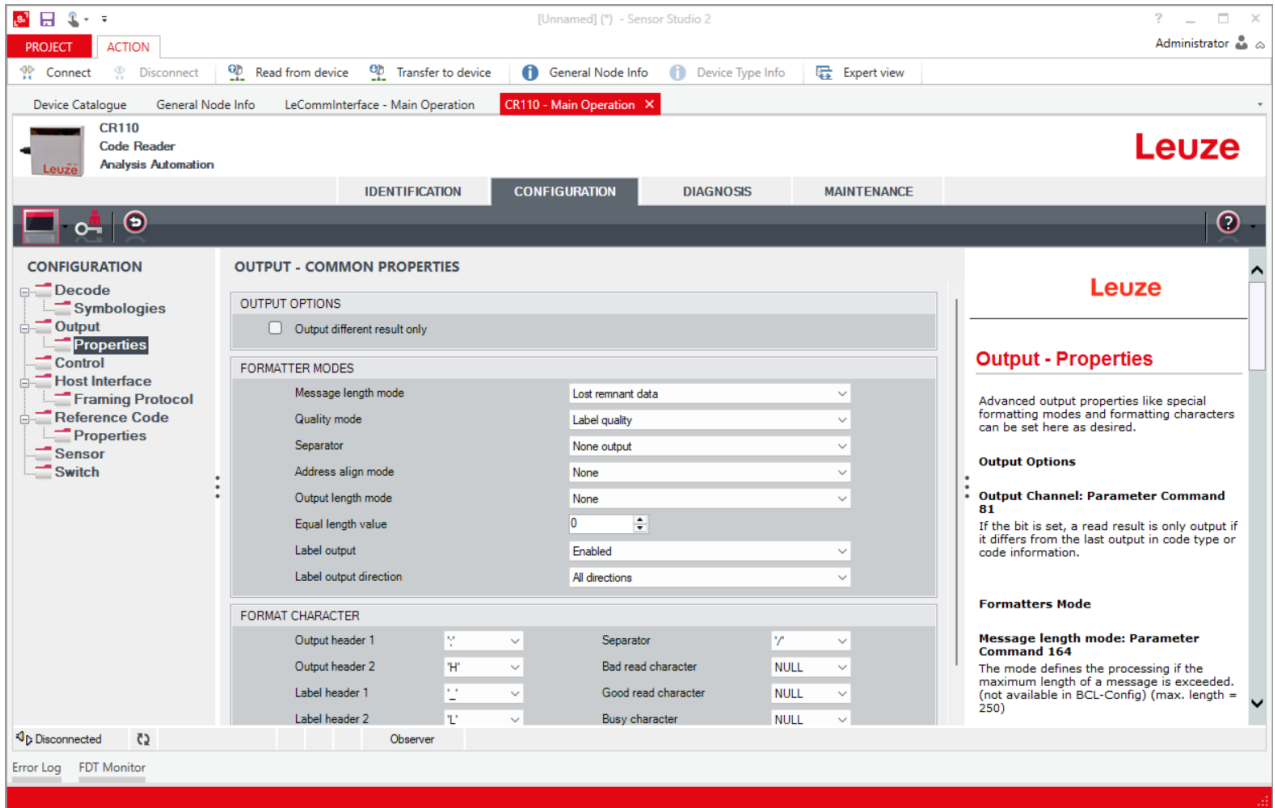 [Unnamed] (*) - Sensor Studio 2
PROJECT ACTION Administrator
Connect Disconnect Read from device Transfer to device General Node Info Device Type Info Expert view
Device Catalogue General Node Info LeCommInterface - Main Operation CR110 - Main Operation
CR110
Code Reader
Analysis Automation
Leuze
Leuze
IDENTIFICATION CONFIGURATION DIAGNOSIS MAINTENANCE
CONFIGURATION
Decode
Symbologies
Output
Properties
Control
Host Interface
Framing Protocol
Reference Code
Properties
Sensor
Switch
OUTPUT - COMMON PROPERTIES
OUTPUT OPTIONS
Output different result only
FORMATTER MODES
Message length mode Lost remnant data
Quality mode Label quality
Separator None output
Address align mode None
Output length mode None
Equal length value 0
Label output Enabled
Label output direction All directions
FORMAT CHARACTER
Output header 1 ';' Separator '/'
Output header 2 'H' Bad read character NULL
Label header 1 '_' Good read character NULL
Label header 2 'L' Busy character NULL
Leuze
Output - Properties
Advanced output properties like special
formatting modes and formatting characters
can be set here as desired.
Output Options
Output Channel: Parameter Command
81
If the bit is set, a read result is only output if
it differs from the last output in code type or
code information.
Formatters Mode
Message length mode: Parameter
Command 164
The mode defines the processing if the
maximum length of a message is exceeded.
(not available in BCL-Config) (max. length =
250)
Disconnected Observer
Error Log FDT Monitor